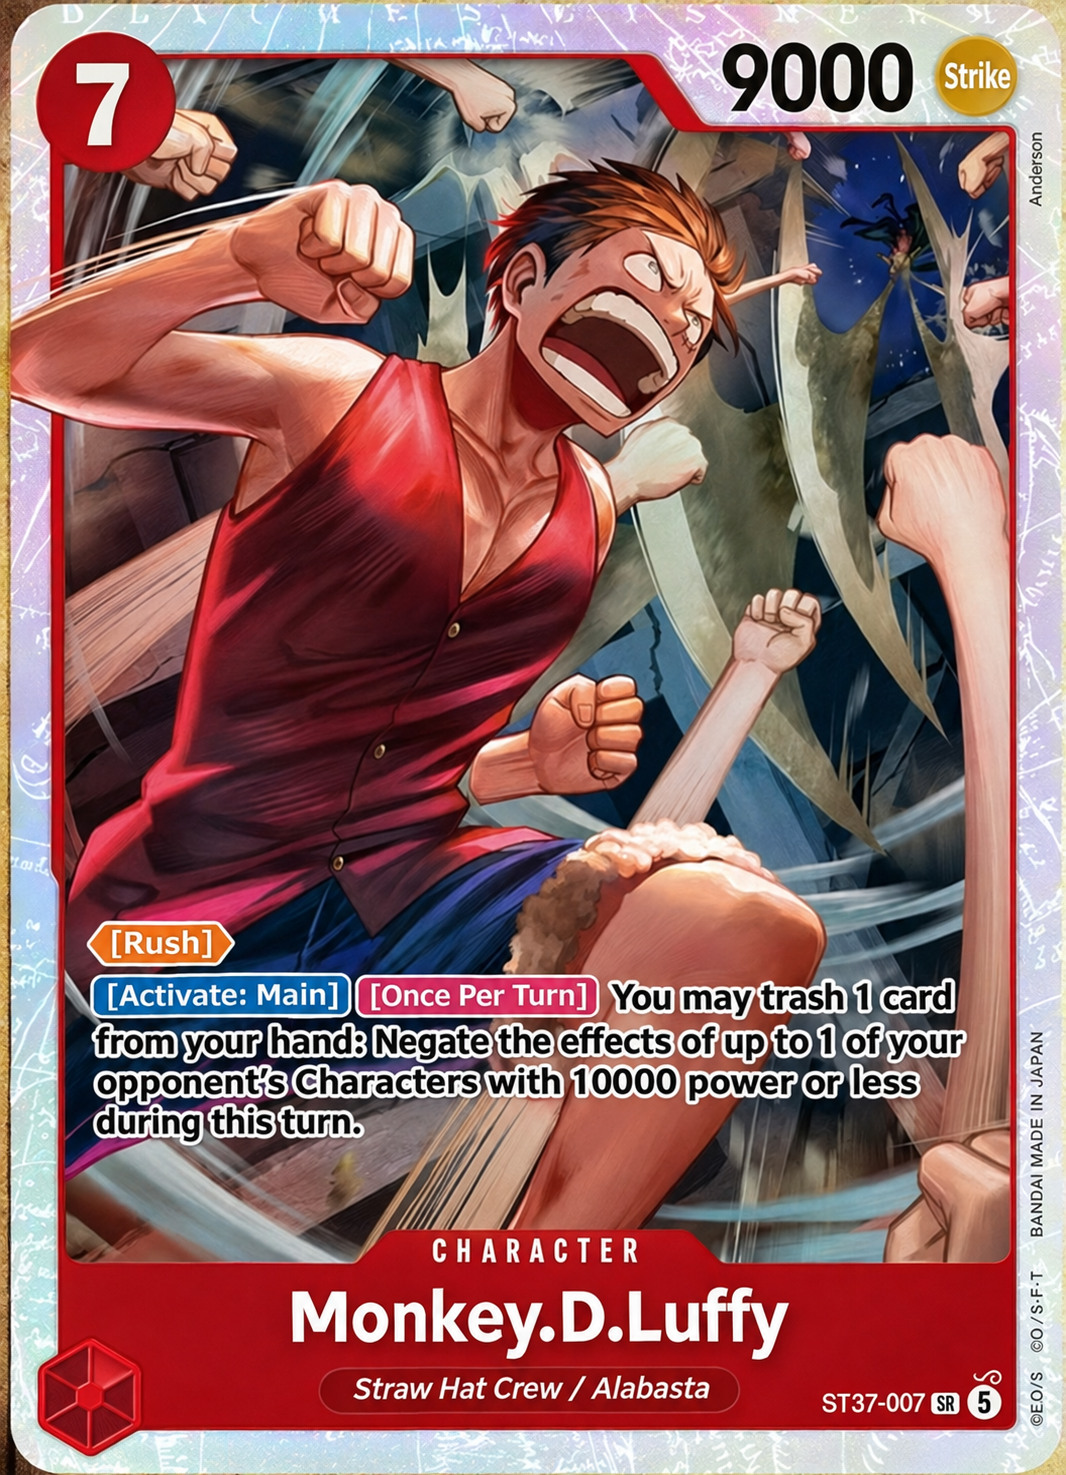 7
9000 Strike
Anderson
[Rush]
[Activate: Main] [Once Per Turn] You may trash 1 card
from your hand: Negate the effects of up to 1 of your
opponent's Characters with 10000 power or less
during this turn.
CHARACTER
Monkey.D.Luffy
Straw Hat Crew / Alabasta
ST37-007 SR 5
©E.O/S ©O/S·F·T BANDAI MADE IN JAPAN